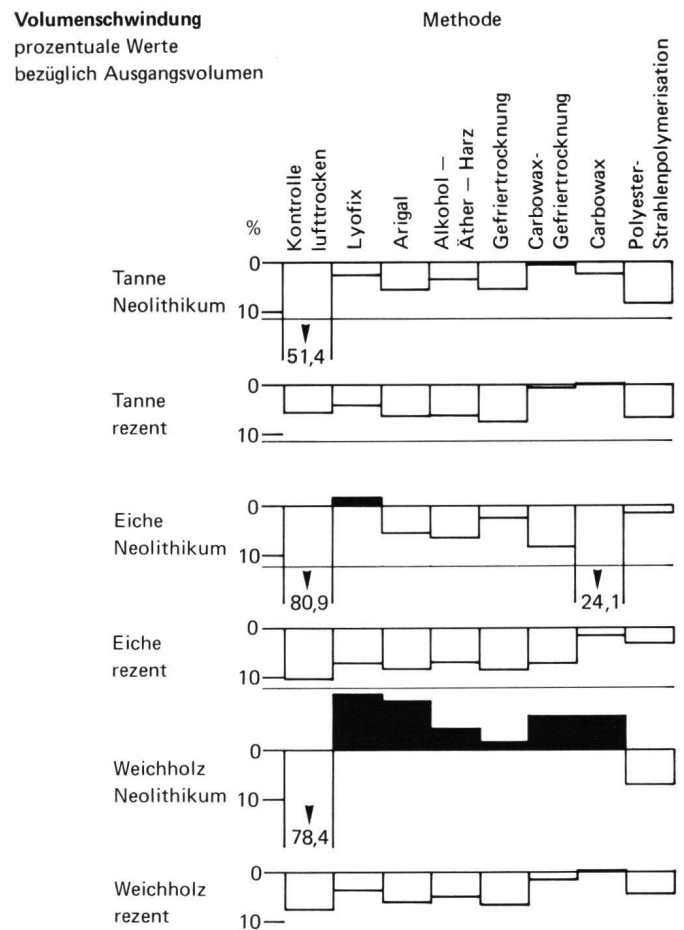 Volumenschwindung
prozentuale Werte
bezüglich Ausgangsvolumen
Methode
%
Kontrolle
lufttrocken
Lyofix
Arigal
Alkohol —
Äther — Harz
Gefriertrocknung
Carbowax-
Gefriertrocknung
Carbowax
Polyester-
Strahlenpolymerisation
Tanne
Neolithikum
0
10
51,4
Tanne
rezent
0
10
Eiche
Neolithikum
0
10
80,9
24,1
Eiche
rezent
0
10
Weichholz
Neolithikum
0
10
78,4
Weichholz
rezent
0
10